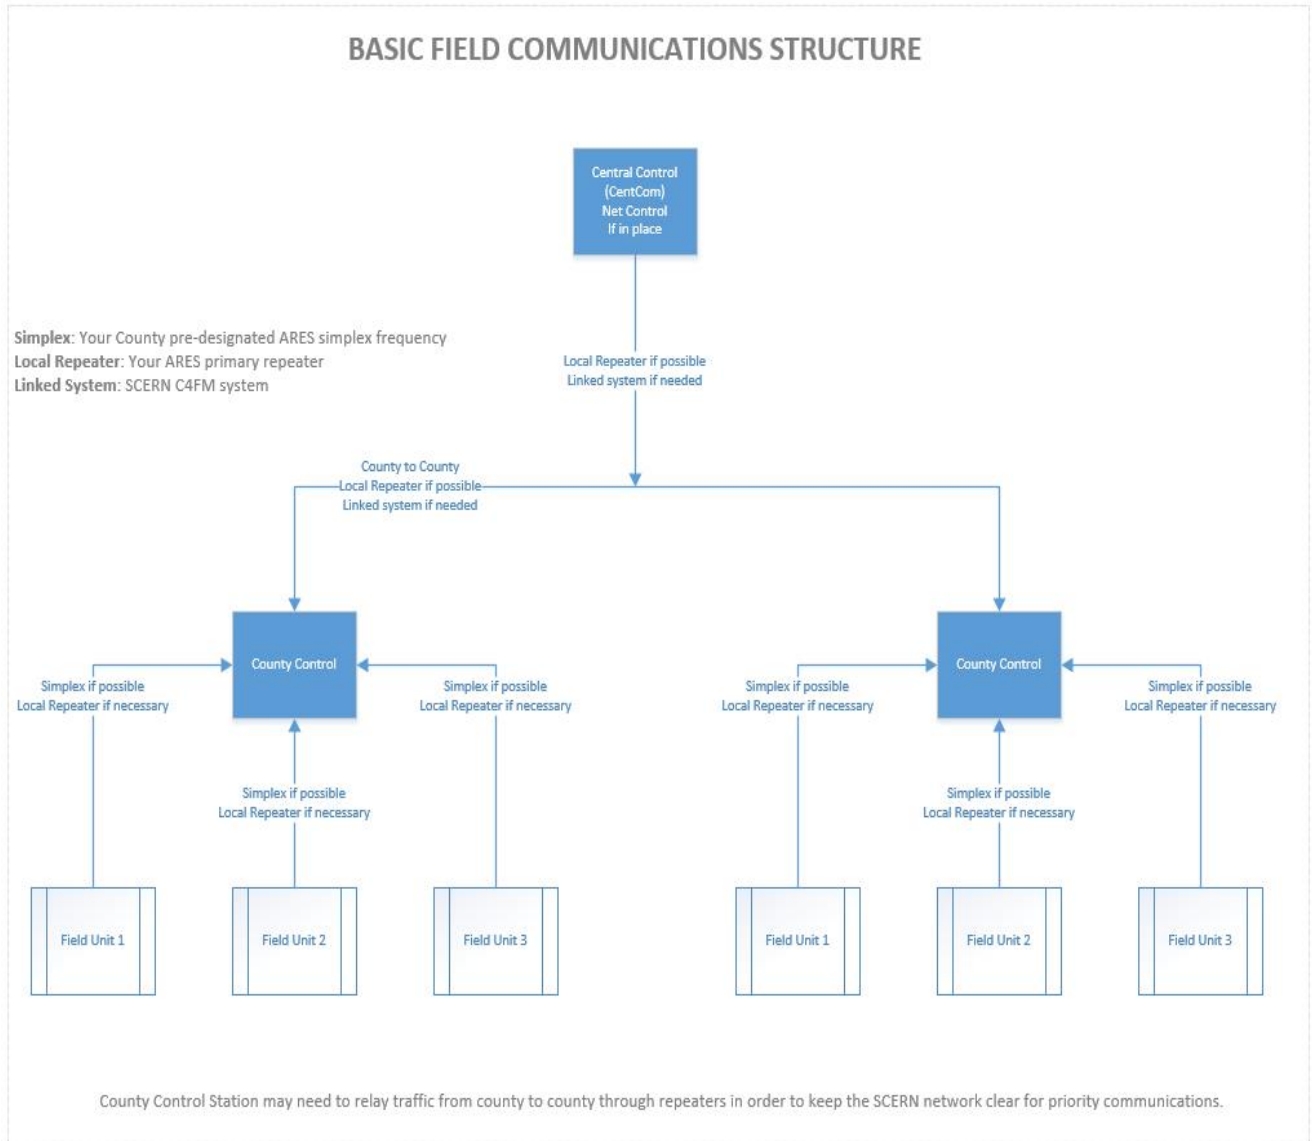 BASIC FIELD COMMUNICATIONS STRUCTURE
Central Control
(CentCom)
Net Control
If in place
Simplex: Your County pre-designated ARES simplex frequency
Local Repeater: Your ARES primary repeater
Linked System: SCERN C4FM system
Local Repeater if possible
Linked system if needed
County to County
Local Repeater if possible
Linked system if needed
County Control
County Control
Simplex if possible
Local Repeater if necessary
Simplex if possible
Local Repeater if necessary
Simplex if possible
Local Repeater if necessary
Simplex if possible
Local Repeater if necessary
Simplex if possible
Local Repeater if necessary
Simplex if possible
Local Repeater if necessary
Field Unit 1
Field Unit 2
Field Unit 3
Field Unit 1
Field Unit 2
Field Unit 3
County Control Station may need to relay traffic from county to county through repeaters in order to keep the SCERN network clear for priority communications.